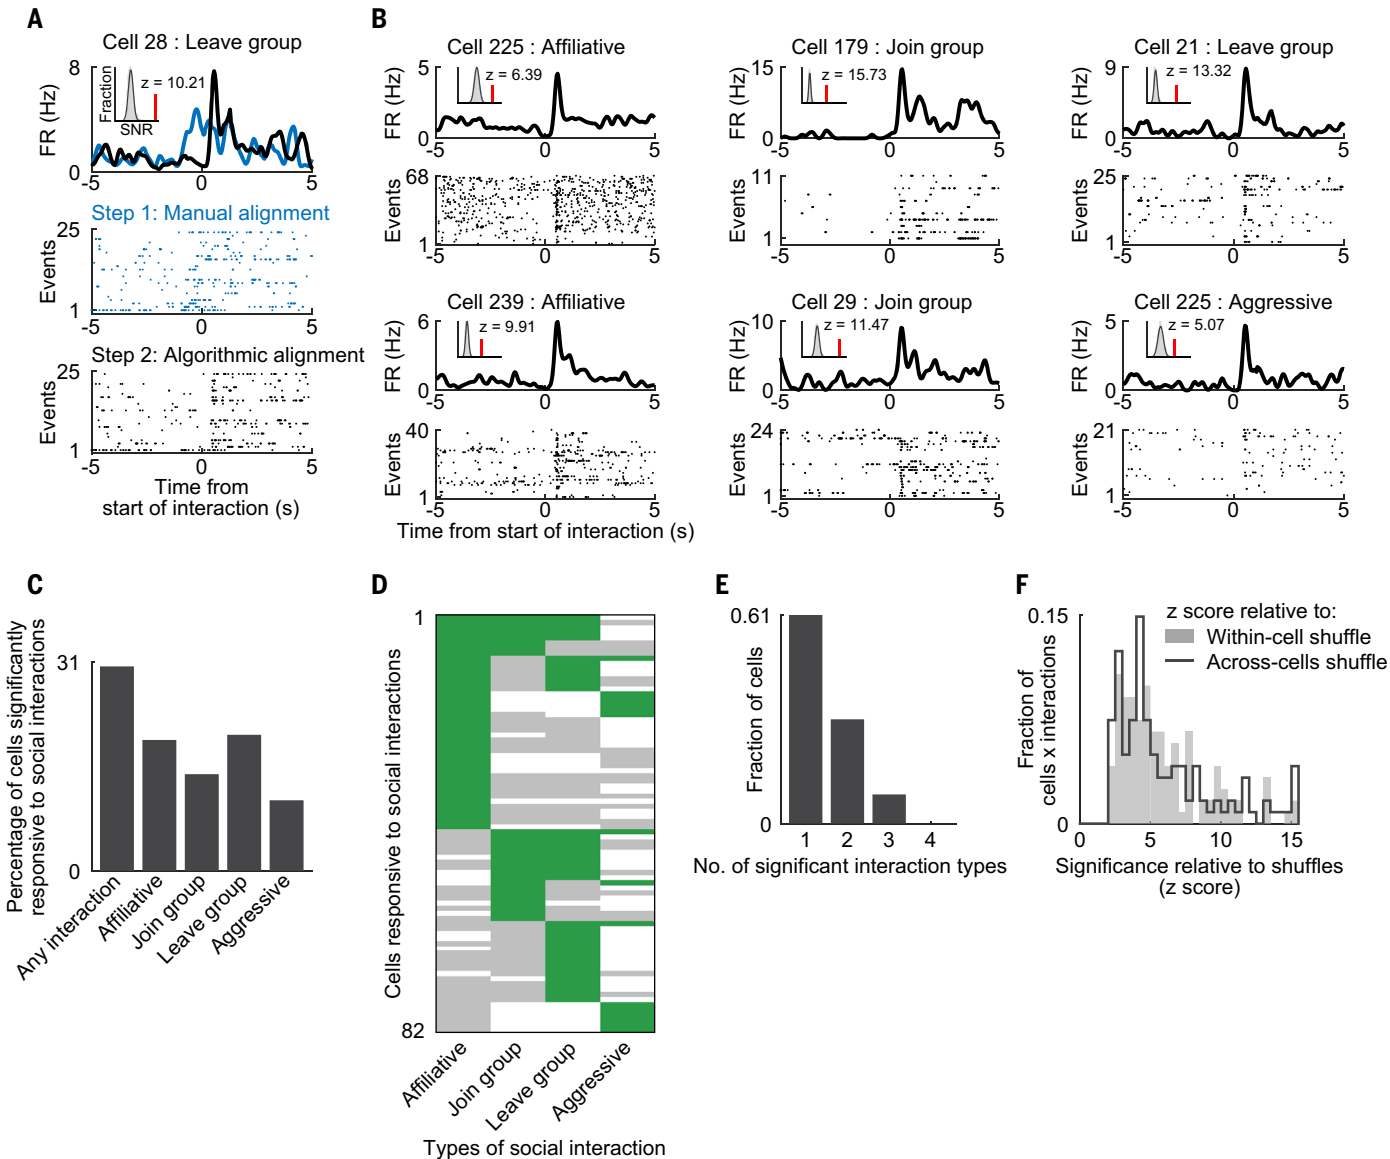 A
Cell 28 : Leave group
8
FR (Hz)
0
Fraction
SNR
z = 10.21
-5
0
5
Step 1: Manual alignment
25
Events
1
-5
0
5
Step 2: Algorithmic alignment
25
Events
1
-5
0
5
Time from
start of interaction (s)
B
Cell 225 : Affiliative
5
FR (Hz)
0
z = 6.39
-5
0
5
68
Events
1
-5
0
5
Cell 179 : Join group
15
FR (Hz)
0
z = 15.73
-5
0
5
11
Events
1
-5
0
5
Cell 21 : Leave group
9
FR (Hz)
0
z = 13.32
-5
0
5
25
Events
1
-5
0
5
Cell 239 : Affiliative
6
FR (Hz)
0
z = 9.91
-5
0
5
40
Events
1
-5
0
5
Time from start of interaction (s)
Cell 29 : Join group
10
FR (Hz)
0
z = 11.47
-5
0
5
24
Events
1
-5
0
5
Cell 225 : Aggressive
5
FR (Hz)
0
z = 5.07
-5
0
5
21
Events
1
-5
0
5
C
Percentage of cells significantly
responsive to social interactions
31
0
Any interaction
Affiliative
Join group
Leave group
Aggressive
D
Cells responsive to social interactions
1
82
Affiliative
Join group
Leave group
Aggressive
Types of social interaction
E
Fraction of cells
0.61
0
1
2
3
4
No. of significant interaction types
F
Fraction of
cells x interactions
0.15
0
z score relative to:
Within-cell shuffle
Across-cells shuffle
0
5
10
15
Significance relative to shuffles
(z score)